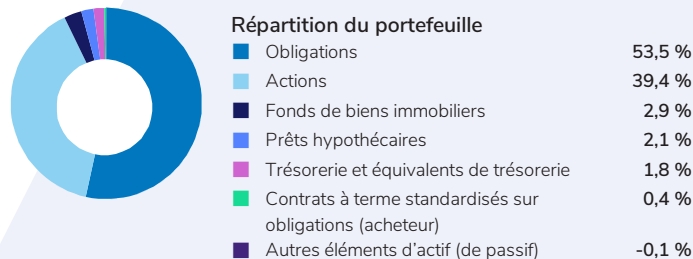 Répartition du portefeuille
Obligations 53,5 %
Actions 39,4 %
Fonds de biens immobiliers 2,9 %
Prêts hypothécaires 2,1 %
Trésorerie et équivalents de trésorerie 1,8 %
Contrats à terme standardisés sur 0,4 %
obligations (acheteur)
Autres éléments d'actif (de passif) -0,1 %